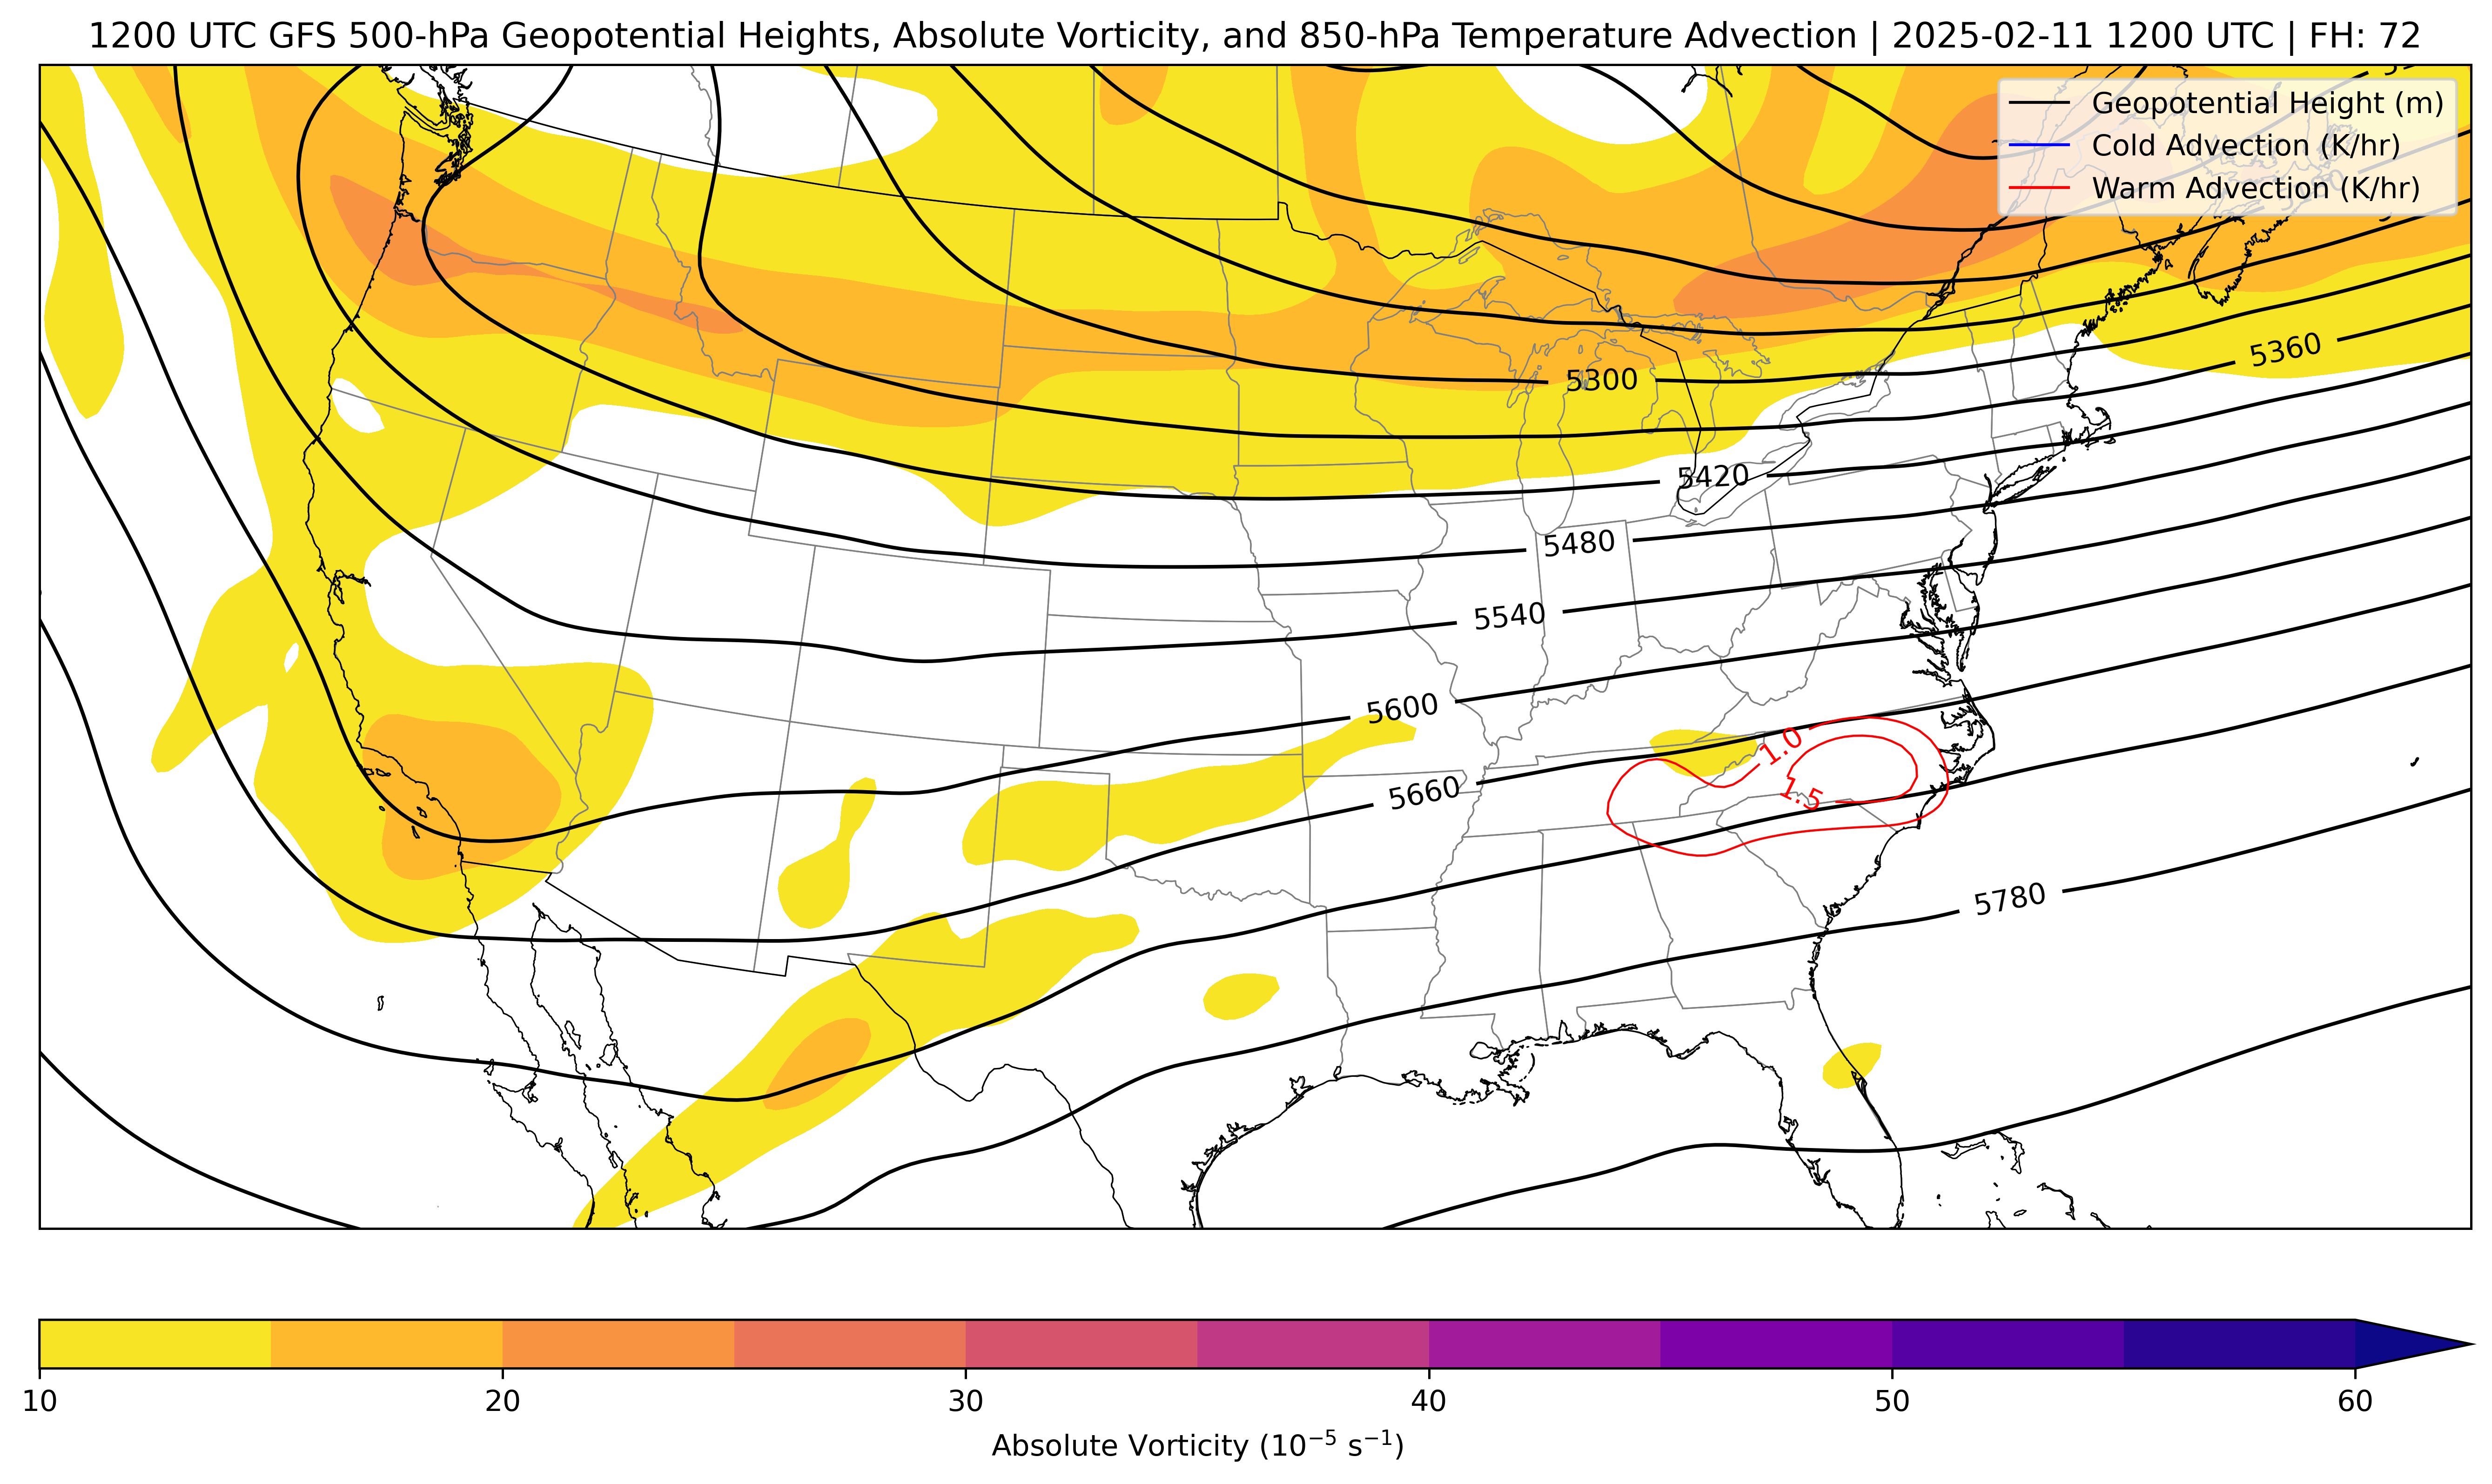 1200 UTC GFS 500-hPa Geopotential Heights, Absolute Vorticity, and 850-hPa Temperature Advection | 2025-02-11 1200 UTC | FH: 72
Geopotential Height (m)
Cold Advection (K/hr)
Warm Advection (K/hr)
5360
5300
5420
5480
5540
5600
5660
1.0
1.5
5780
10 20 30 40 50 60
Absolute Vorticity (10⁻⁵ s⁻¹)